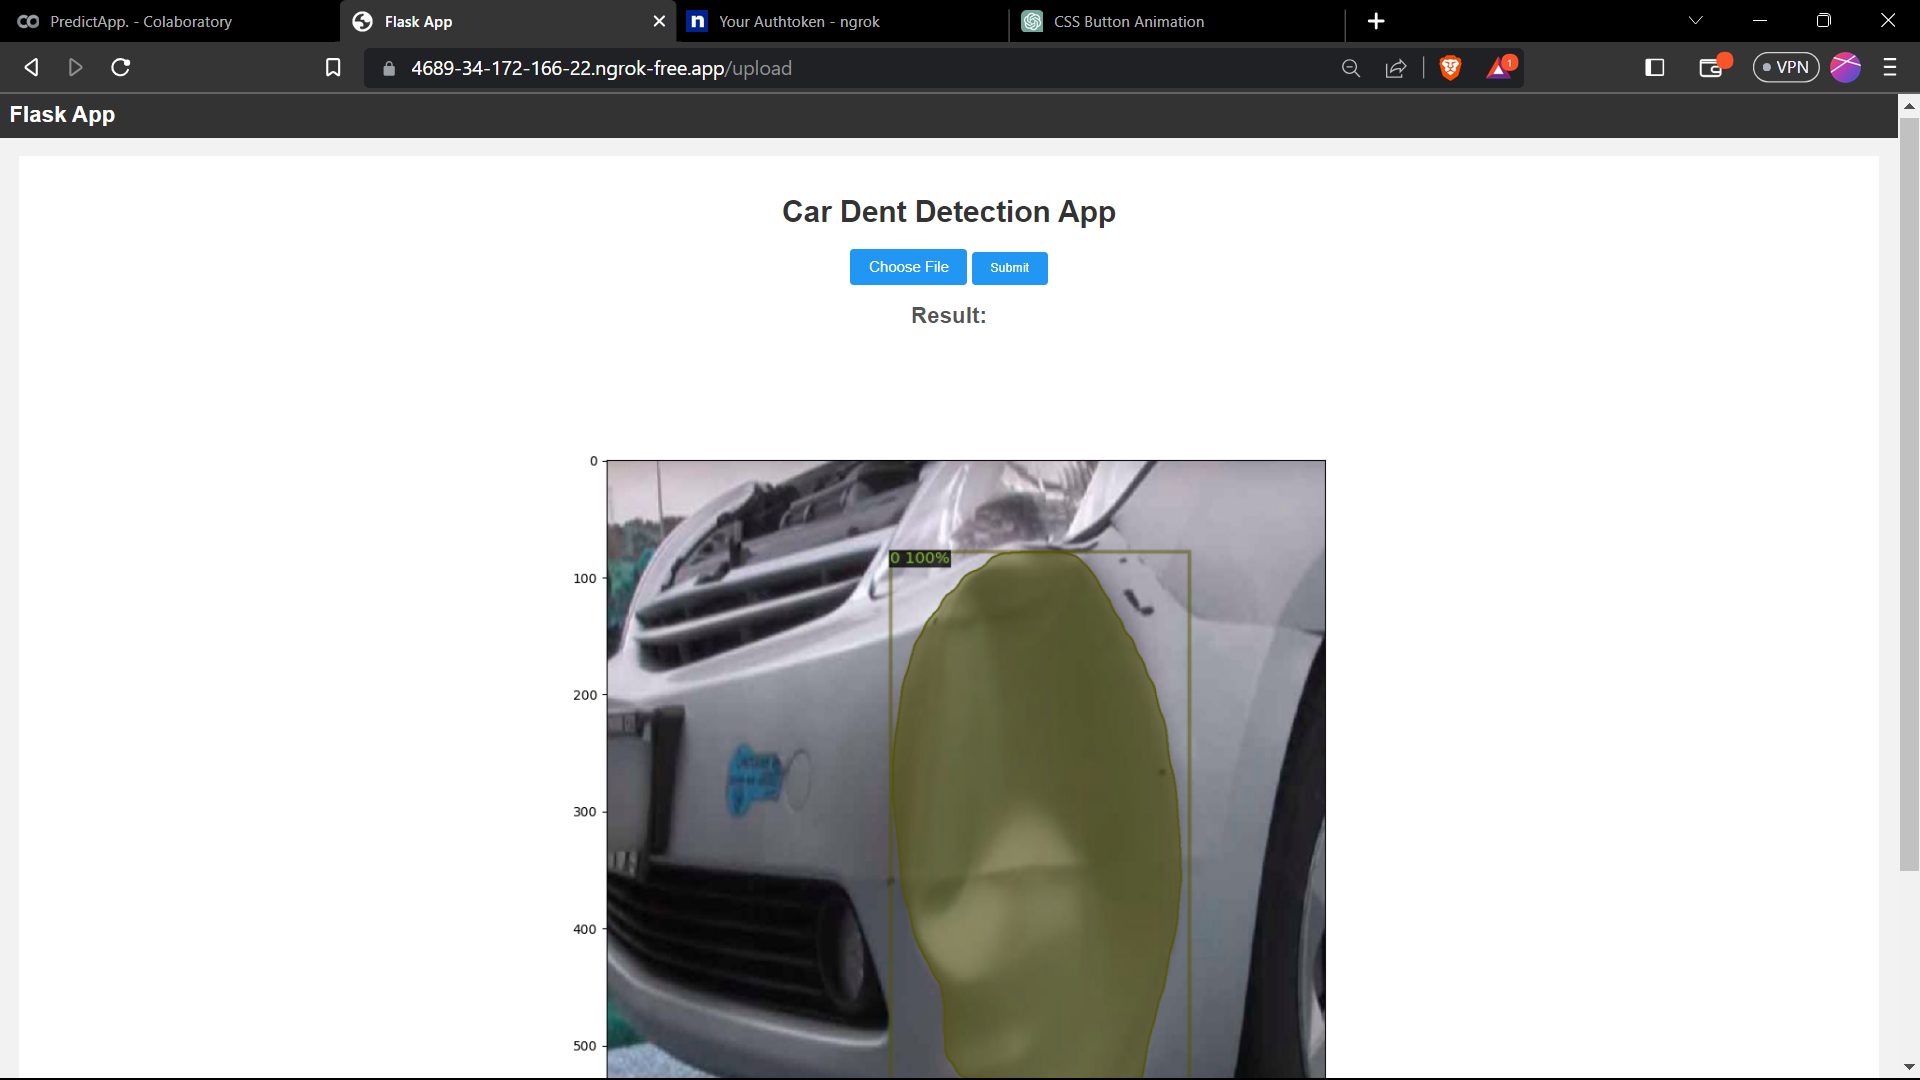 PredictApp. - Colaboratory
Flask App
Your Authtoken - ngrok
CSS Button Animation
4689-34-172-166-22.ngrok-free.app/upload
1
VPN
Flask App
Car Dent Detection App
Choose File
Submit
Result:
0
0 100%
100
200
300
400
500